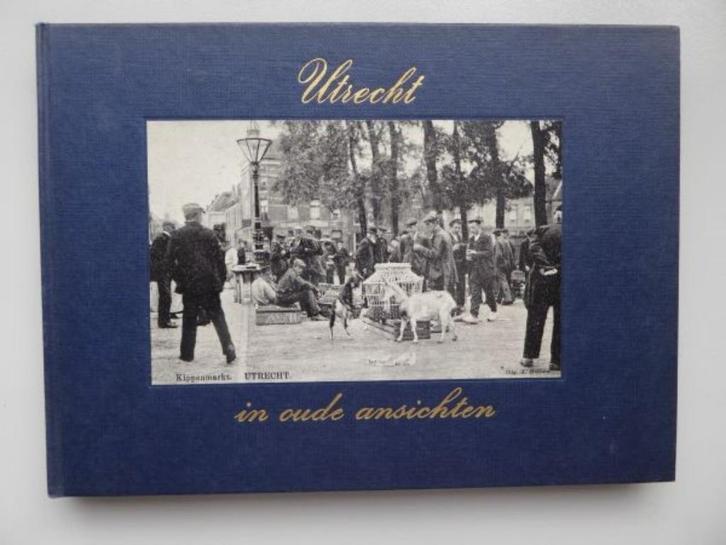 Utrecht
Kippenmarkt. UTRECHT.
in oude ansichten